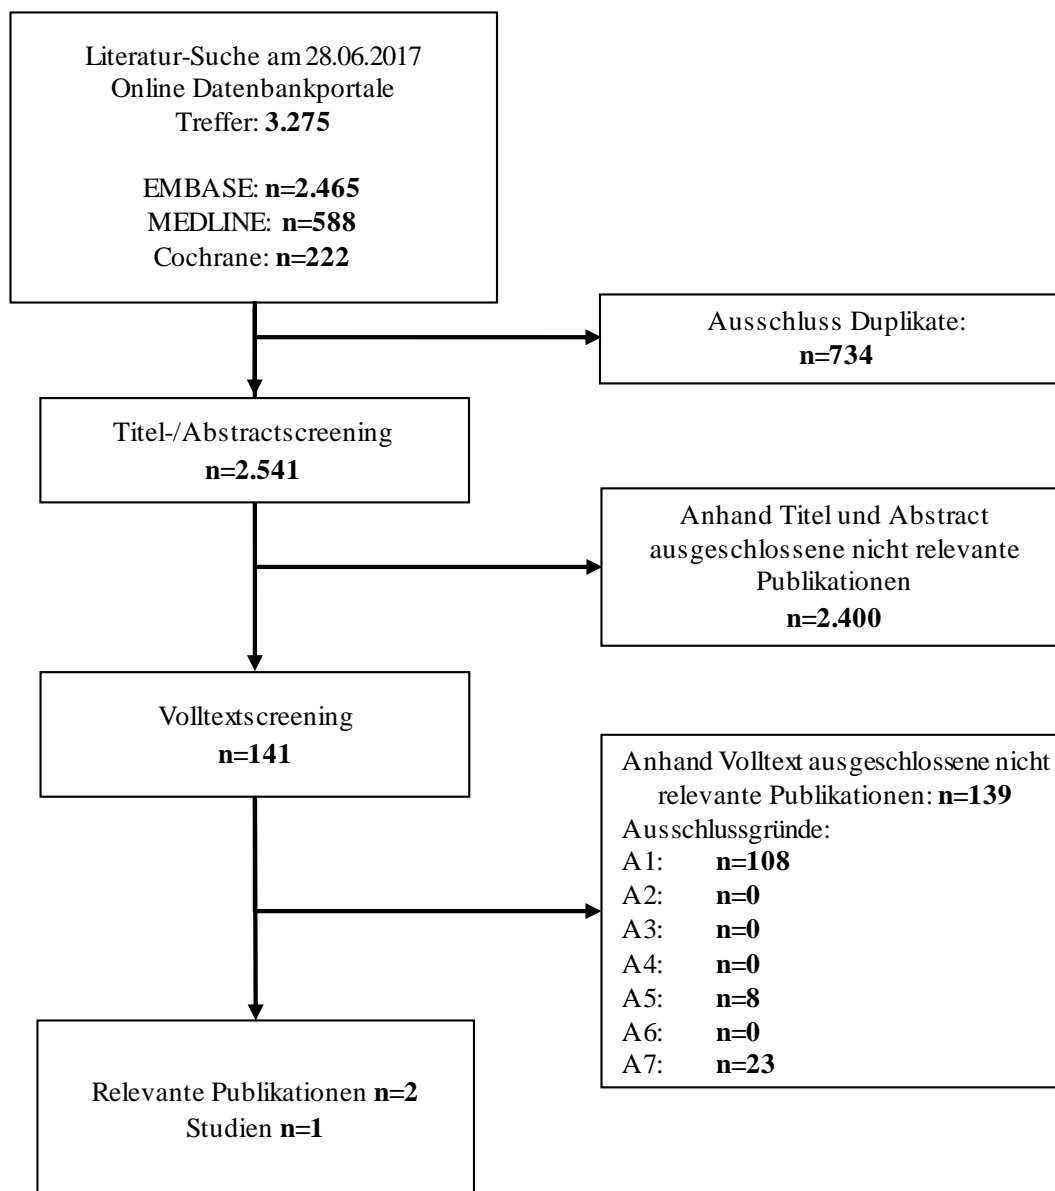 Literatur-Suche am 28.06.2017
Online Datenbankportale
Treffer: 3.275
EMBASE: n=2.465
MEDLINE: n=588
Cochrane: n=222
Ausschluss Duplikate:
n=734
Titel-/Abstractscreening
n=2.541
Anhand Titel und Abstract
ausgeschlossene nicht relevante
Publikationen
n=2.400
Volltextscreening
n=141
Anhand Volltext ausgeschlossene nicht
relevante Publikationen: n=139
Ausschlussgründe:
A1: n=108
A2: n=0
A3: n=0
A4: n=0
A5: n=8
A6: n=0
A7: n=23
Relevante Publikationen n=2
Studien n=1